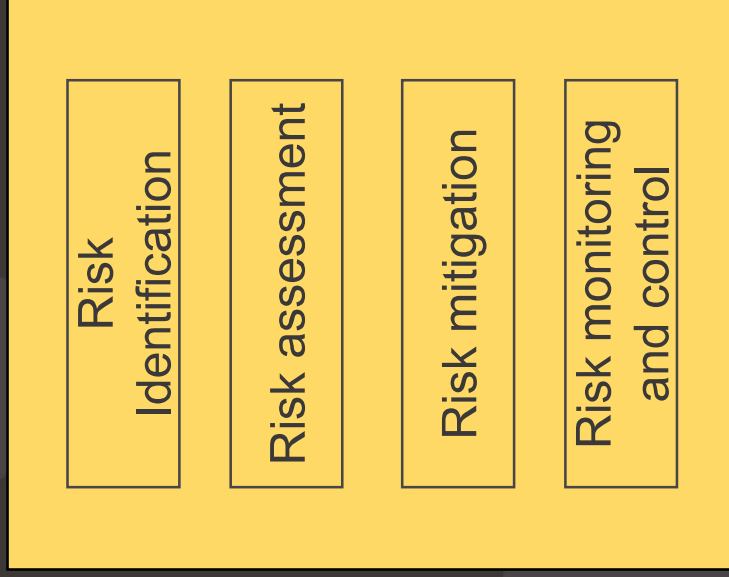 Risk
Identification
Risk assessment
Risk mitigation
Risk monitoring
and control